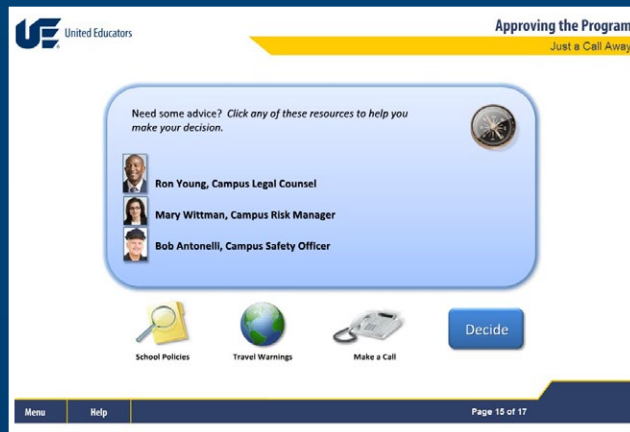 UE United Educators
Approving the Program
Just a Call Away
Need some advice? Click any of these resources to help you
make your decision.
Ron Young, Campus Legal Counsel
Mary Wittman, Campus Risk Manager
Bob Antonelli, Campus Safety Officer
School Policies
Travel Warnings
Make a Call
Decide
Menu
Help
Page 15 of 17